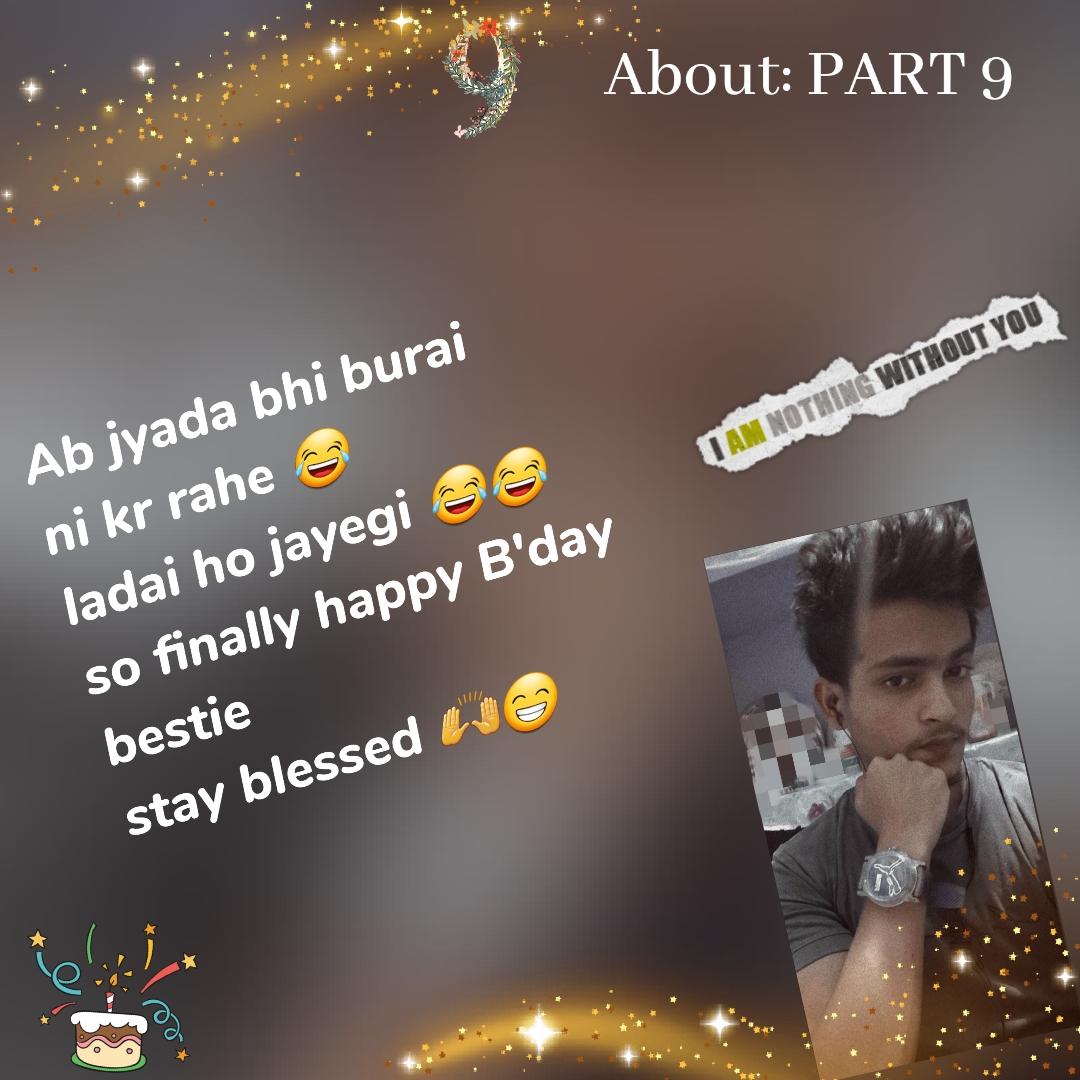 9
About: PART 9
I AM NOTHING WITHOUT YOU
Ab jyada bhi burai
ni kr rahe 😂
ladai ho jayegi 😂😂
so finally happy B'day
bestie
stay blessed 🙌😁